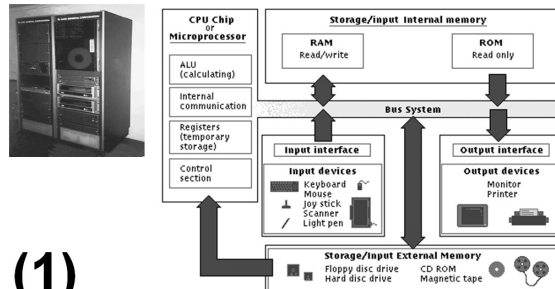 CPU Chip
or
Microprocessor
ALU
(calculating)
Internal
communication
Registers
(temporary
storage)
Control
section
Storage/input Internal memory
RAM
Read/write
ROM
Read only
Bus System
Input interface
Input devices
Keyboard
Mouse
Joy stick
Scanner
Light pen
Output interface
Output devices
Monitor
Printer
Storage/Input External Memory
Floppy disc drive CD ROM
Hard disc drive Magnetic tape
(1)